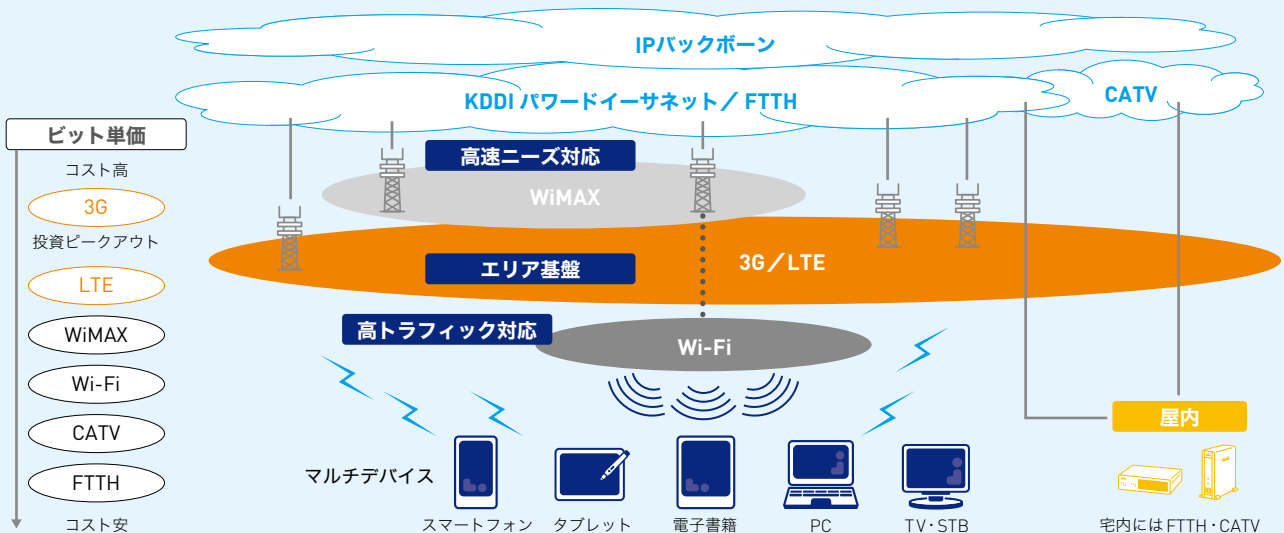 IPバックボーン
KDDI パワードイーサネット／ FTTH
CATV
ビット単価
コスト高
3G
投資ピークアウト
LTE
WiMAX
Wi-Fi
CATV
FTTH
コスト安
高速ニーズ対応
WiMAX
エリア基盤
3G／LTE
高トラフィック対応
Wi-Fi
マルチデバイス
スマートフォン
タブレット
電子書籍
PC
TV・STB
屋内
宅内には FTTH・CATV